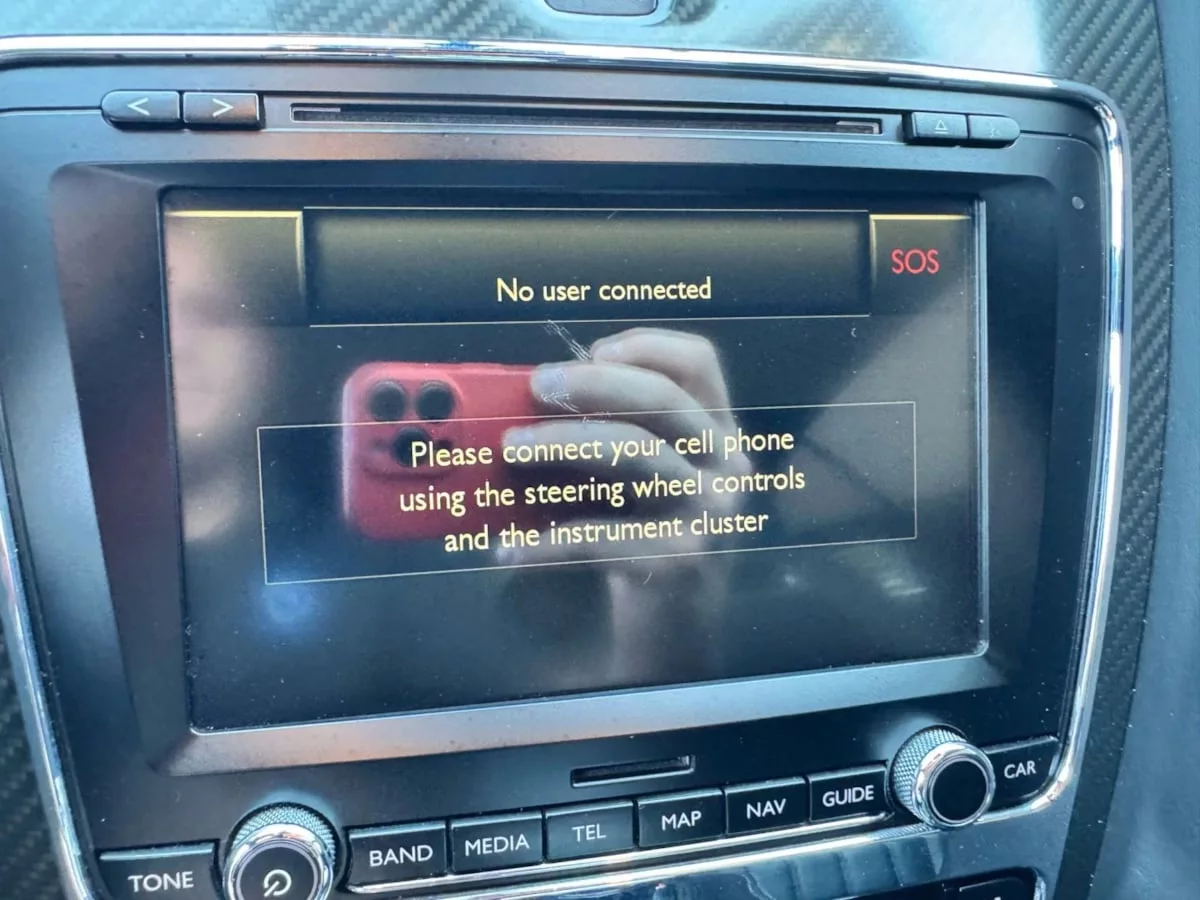 No user connected
SOS
Please connect your cell phone
using the steering wheel controls
and the instrument cluster
TONE
BAND
MEDIA
TEL
MAP
NAV
GUIDE
CAR